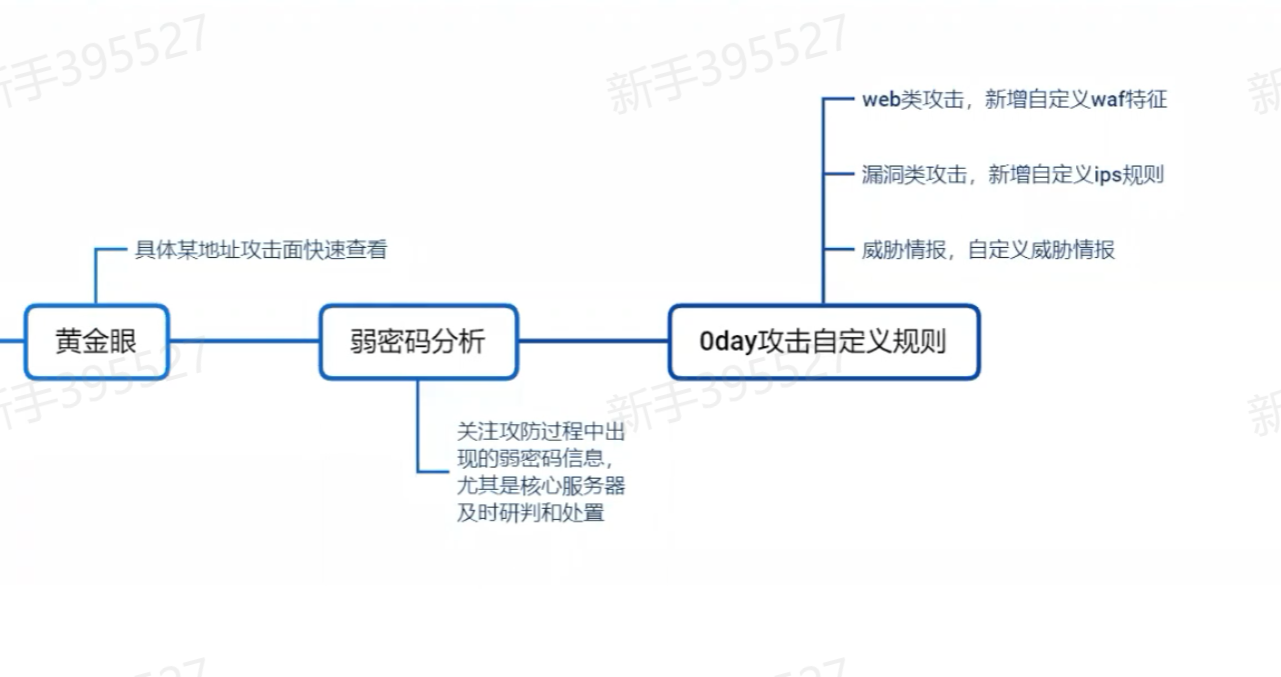 新手395527
新手395527
新
web类攻击，新增自定义waf特征
漏洞类攻击，新增自定义ips规则
具体某地址攻击面快速查看
威胁情报，自定义威胁情报
黄金眼
弱密码分析
0day攻击自定义规则
新手395527
新手395527
新
关注攻防过程中出
现的弱密码信息，
尤其是核心服务器
及时研判和处置
395527
395527